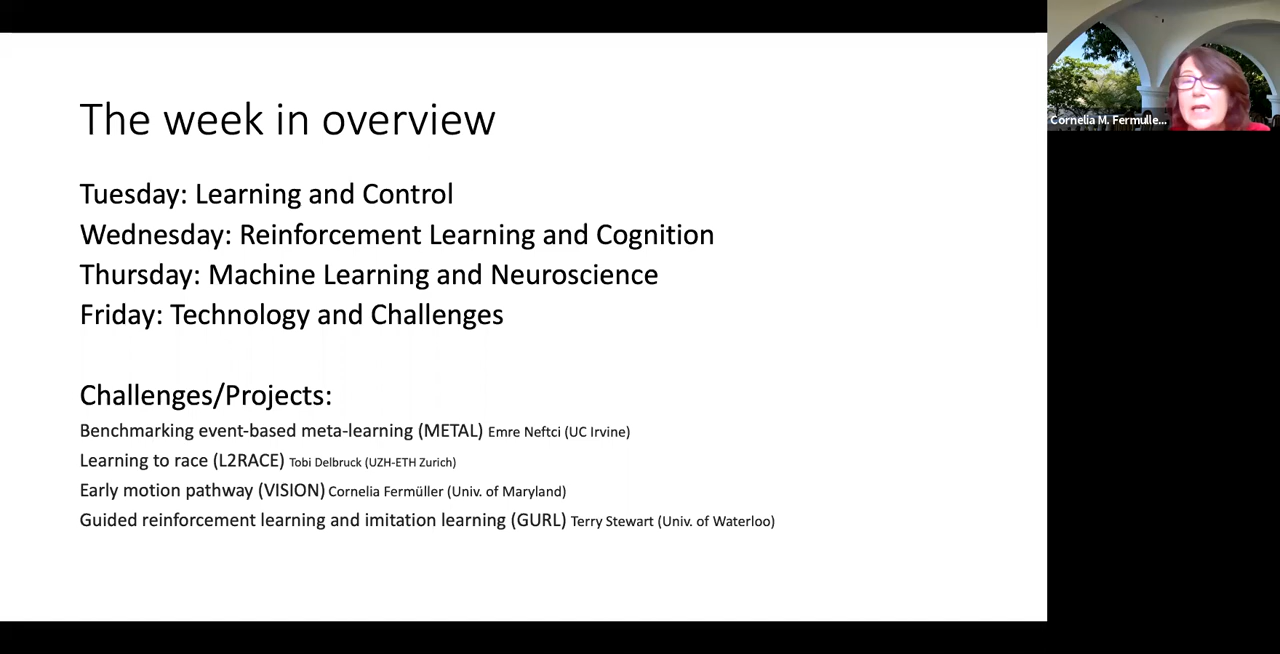 The week in overview
Tuesday: Learning and Control
Wednesday: Reinforcement Learning and Cognition
Thursday: Machine Learning and Neuroscience
Friday: Technology and Challenges
Challenges/Projects:
Benchmarking event-based meta-learning (METAL) Emre Neftci (UC Irvine)
Learning to race (L2RACE) Tobi Delbruck (UZH-ETH Zurich)
Early motion pathway (VISION) Cornelia Fermüller (Univ. of Maryland)
Guided reinforcement learning and imitation learning (GURL) Terry Stewart (Univ. of Waterloo)
Cornelia M. Fermulle...